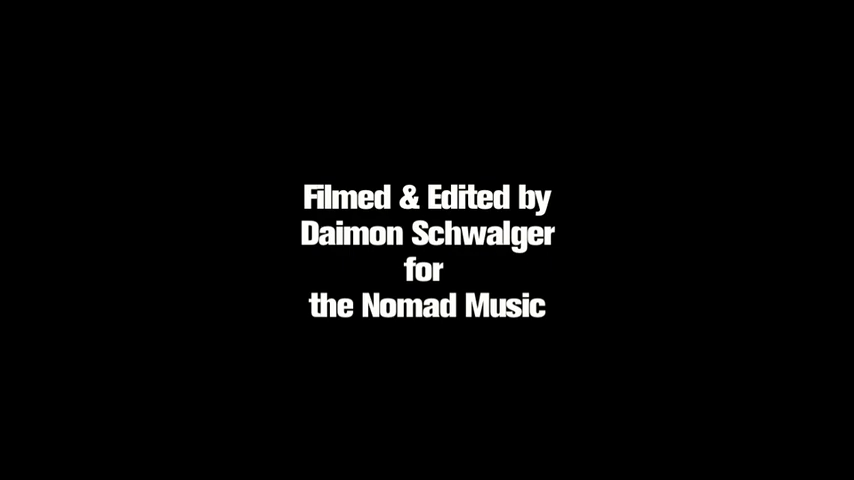 Filmed & Edited by
Daimon Schwalger
for
the Nomad Music